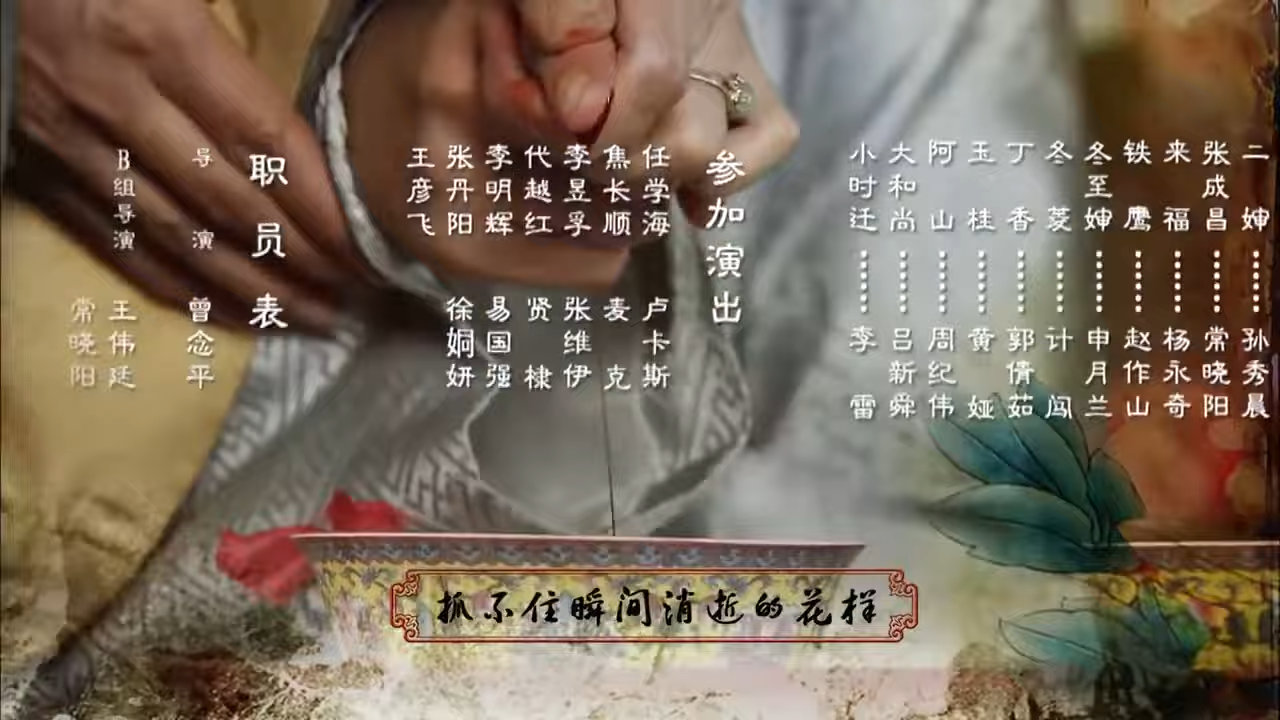 二婶……孙秀晨
张成昌……常晓阳
来福……杨永奇
铁鹰……赵作山
冬至婶……申月兰
冬菱……计闯
丁香……郭倩茹
玉桂……黄娅
阿山……周纪伟
大和尚……吕新舜
小时迁……李雷
参加演出
任学海 卢卡斯
焦长顺 麦克
李昱孚 张维伊
代越红 贤棣
李明辉 易国强
张丹阳 徐姛妍
王彦飞
职员表
导演 曾念平
B组导演 王伟廷
常晓阳
抓不住瞬间消逝的花样